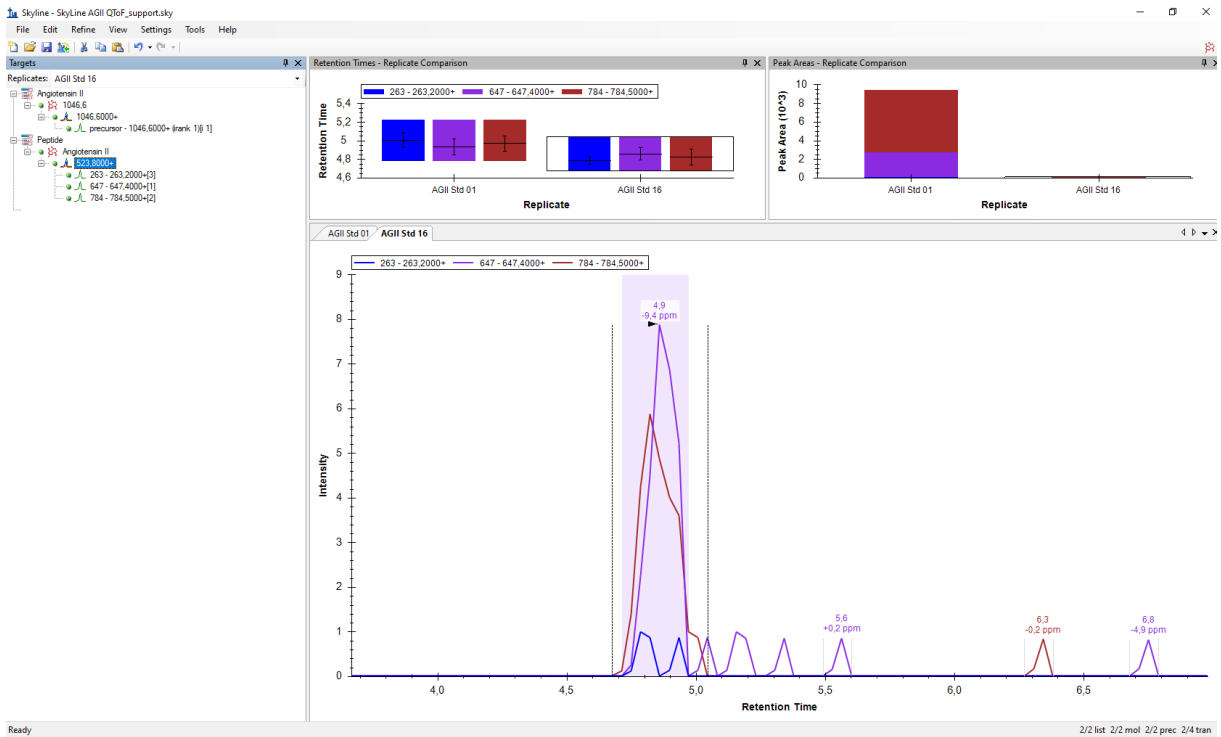 Skyline - SkyLine AGII QToF_support.sky
File Edit Refine View Settings Tools Help
Targets
Replicates: AGII Std 16
Angiotensin II
1046,6
1046,6000+
precursor - 1046,6000+ (irank 1)[i 1]
Peptide
Angiotensin II
523,8000+
263 - 263,2000+[3]
647 - 647,4000+[1]
784 - 784,5000+[2]
Retention Times - Replicate Comparison
263 - 263,2000+ 647 - 647,4000+ 784 - 784,5000+
Retention Time
5,4
5,2
5
4,8
4,6
AGII Std 01 AGII Std 16
Replicate
Peak Areas - Replicate Comparison
Peak Area (10^3)
10
8
6
4
2
0
AGII Std 01 AGII Std 16
Replicate
AGII Std 01 AGII Std 16
263 - 263,2000+ 647 - 647,4000+ 784 - 784,5000+
Intensity
9
8
7
6
5
4
3
2
1
0
4,9
-9,4 ppm
5,6
+0,2 ppm
6,3
-0,2 ppm
6,8
-4,9 ppm
4,0 4,5 5,0 5,5 6,0 6,5
Retention Time
Ready
2/2 list 2/2 mol 2/2 prec 2/4 tran